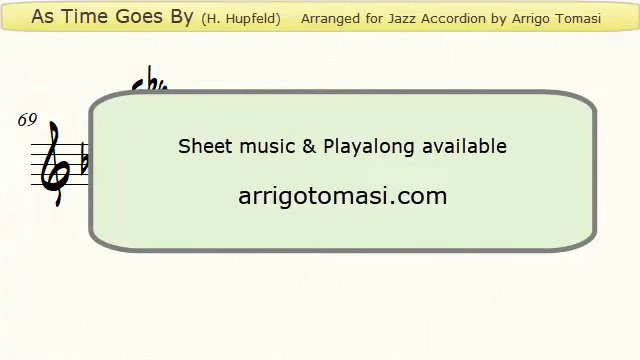 As Time Goes By (H. Hupfeld) Arranged for Jazz Accordion by Arrigo Tomasi
69
Sheet music & Playalong available
arrigotomasi.com